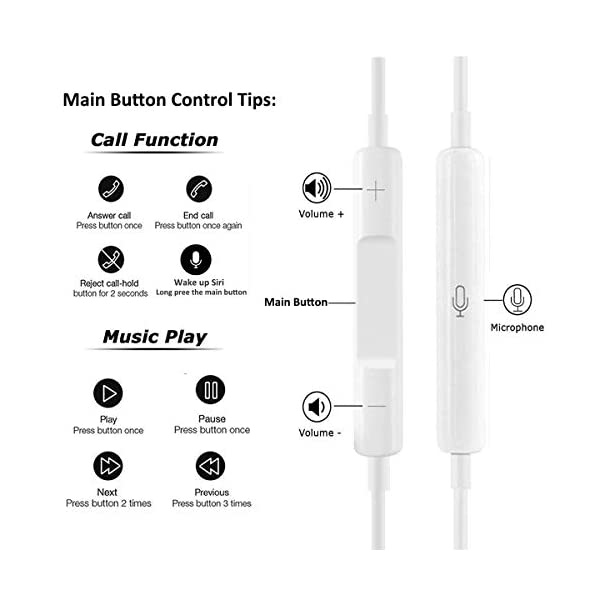 Main Button Control Tips:
Call Function
Answer call
Press button once
End call
Press button once again
Reject call-hold
button for 2 seconds
Wake up Siri
Long pree the main button
Music Play
Play
Press button once
Pause
Press button once
Next
Press button 2 times
Previous
Press button 3 times
Volume +
Main Button
Volume -
Microphone